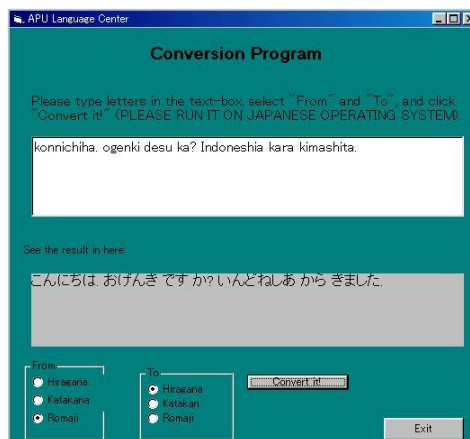 APU Language Center
Conversion Program
Please type letters in the text-box, select "From" and "To", and click
"Convert it!" (PLEASE RUN IT ON JAPANESE OPERATING SYSTEM).
konnichiha. ogenki desu ka? Indoneshia kara kimashita.
See the result in here:
こんにちは. おげんき です か? いんどねしあ から きました.
From
Hiragana
Katakana
Romaji
To
Hiragana
Katakan
Romaji
Convert it!
Exit